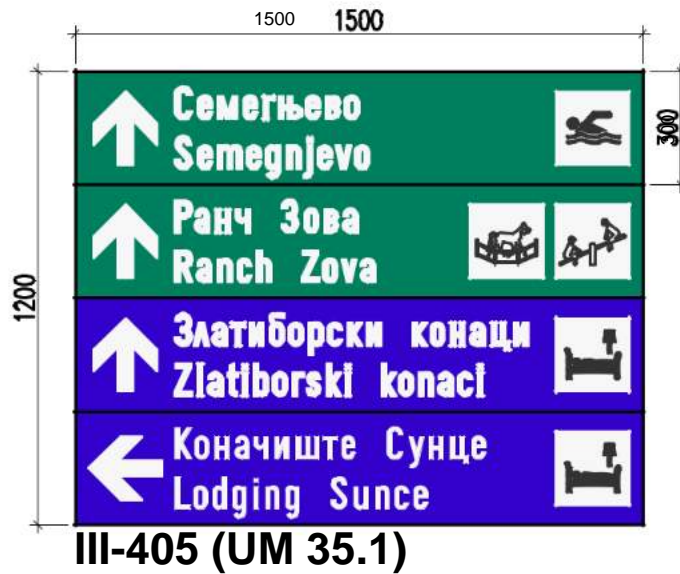 1500 1500
Семегњево
Semegnjevo
300
Ранч Зова
Ranch Zova
1200
Златиборски конаци
Zlatiborski konaci
Коначиште Сунце
Lodging Sunce
III-405 (UM 35.1)